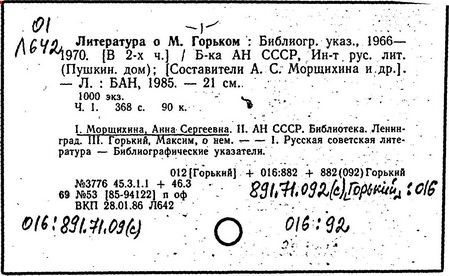 01
Л642
-1-
Литература о М. Горьком : Библиогр. указ., 1966—
1970. [В 2-х ч.] / Б-ка АН СССР, Ин-т рус. лит.
(Пушкин. дом); [Составители А. С. Морщихина и др.].
— Л. : БАН, 1985. — 21 см.
1000 экз.
Ч. 1. 368 с. 90 к.
I. Морщихина, Анна Сергеевна. II. АН СССР. Библиотека. Ленин-
град. III. Горький, Максим, о нем. — — 1. Русская советская лите-
ратура — Библиографические указатели.
012[Горький] + 016:882 + 882(092)Горький
№3776 45.3.1.1 + 46.3
891.71.092(с)Горький:016
69 №53 [85-94122] п оф
ВКП 28.01.86 Л642
016:891.71.09(с)
016:92